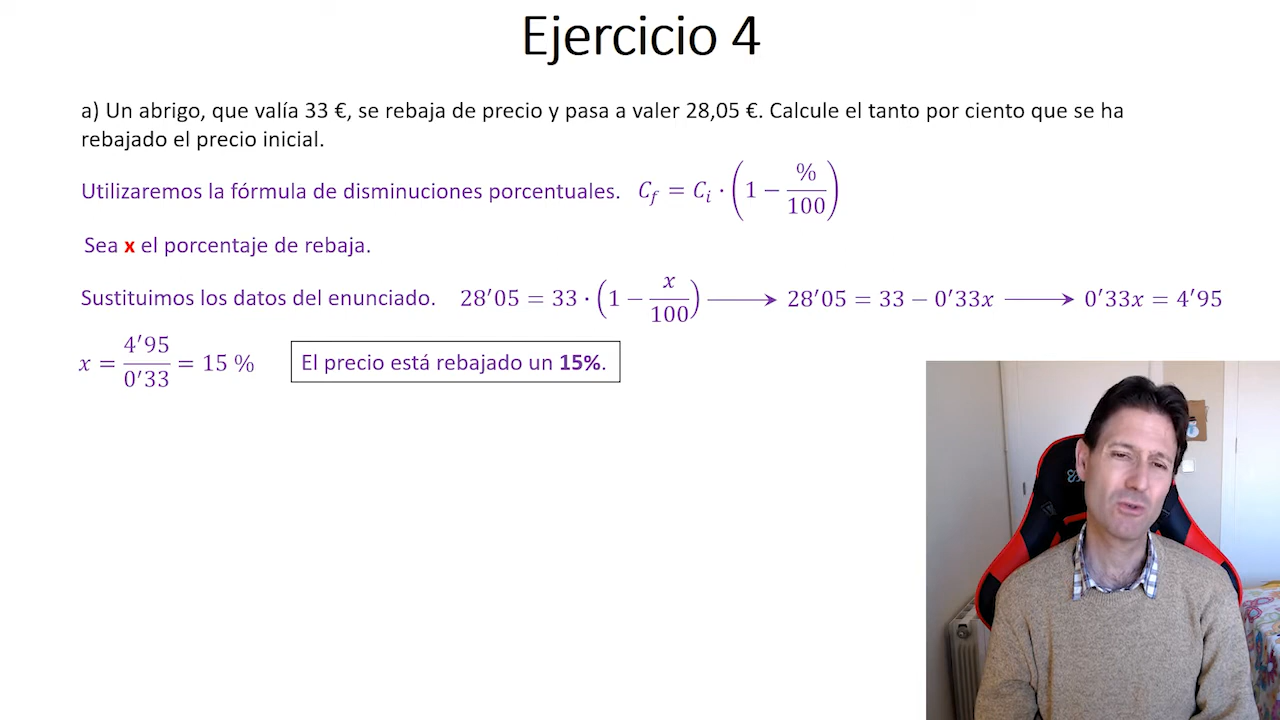 Ejercicio 4
a) Un abrigo, que valía 33 €, se rebaja de precio y pasa a valer 28,05 €. Calcule el tanto por ciento que se ha
rebajado el precio inicial.
Utilizaremos la fórmula de disminuciones porcentuales. C_f = C_i · (1 − %/100)
Sea x el porcentaje de rebaja.
Sustituimos los datos del enunciado. 28′05 = 33 · (1 − x/100) ⟶ 28′05 = 33 − 0′33x ⟶ 0′33x = 4′95
x = 4′95/0′33 = 15 % El precio está rebajado un 15%.